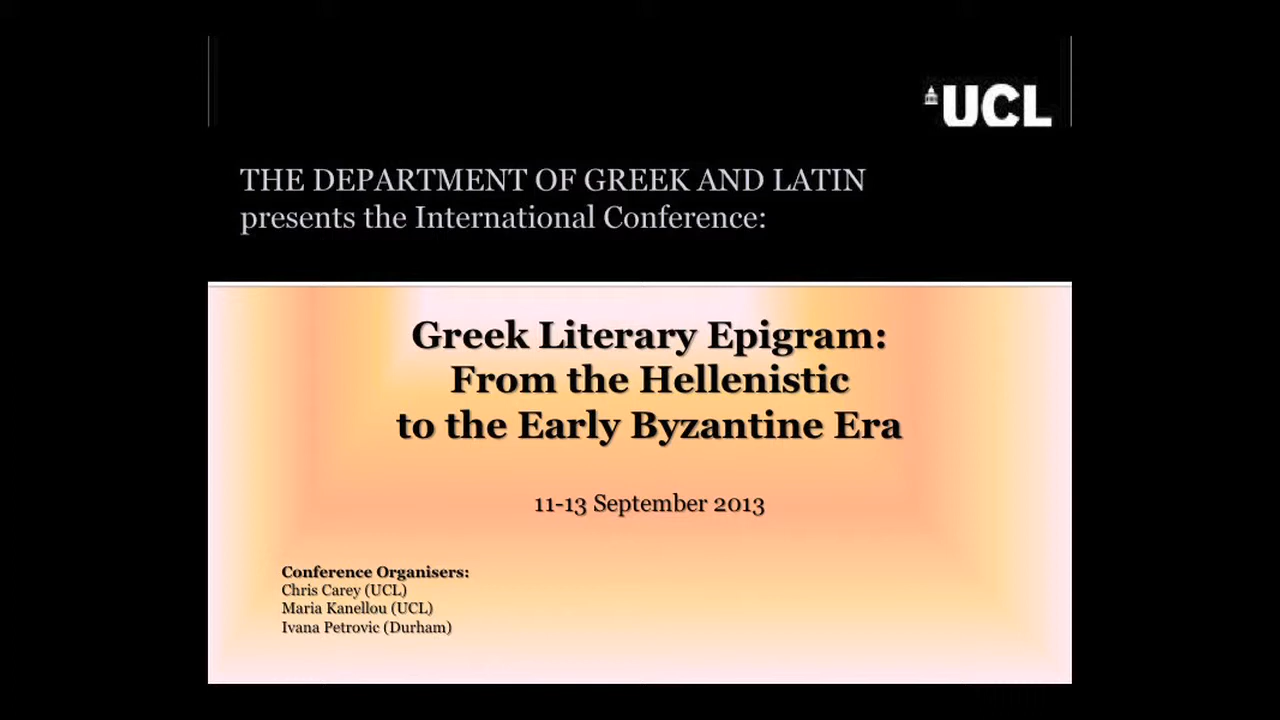 UCL
THE DEPARTMENT OF GREEK AND LATIN
presents the International Conference:
Greek Literary Epigram:
From the Hellenistic
to the Early Byzantine Era
11-13 September 2013
Conference Organisers:
Chris Carey (UCL)
Maria Kanellou (UCL)
Ivana Petrovic (Durham)